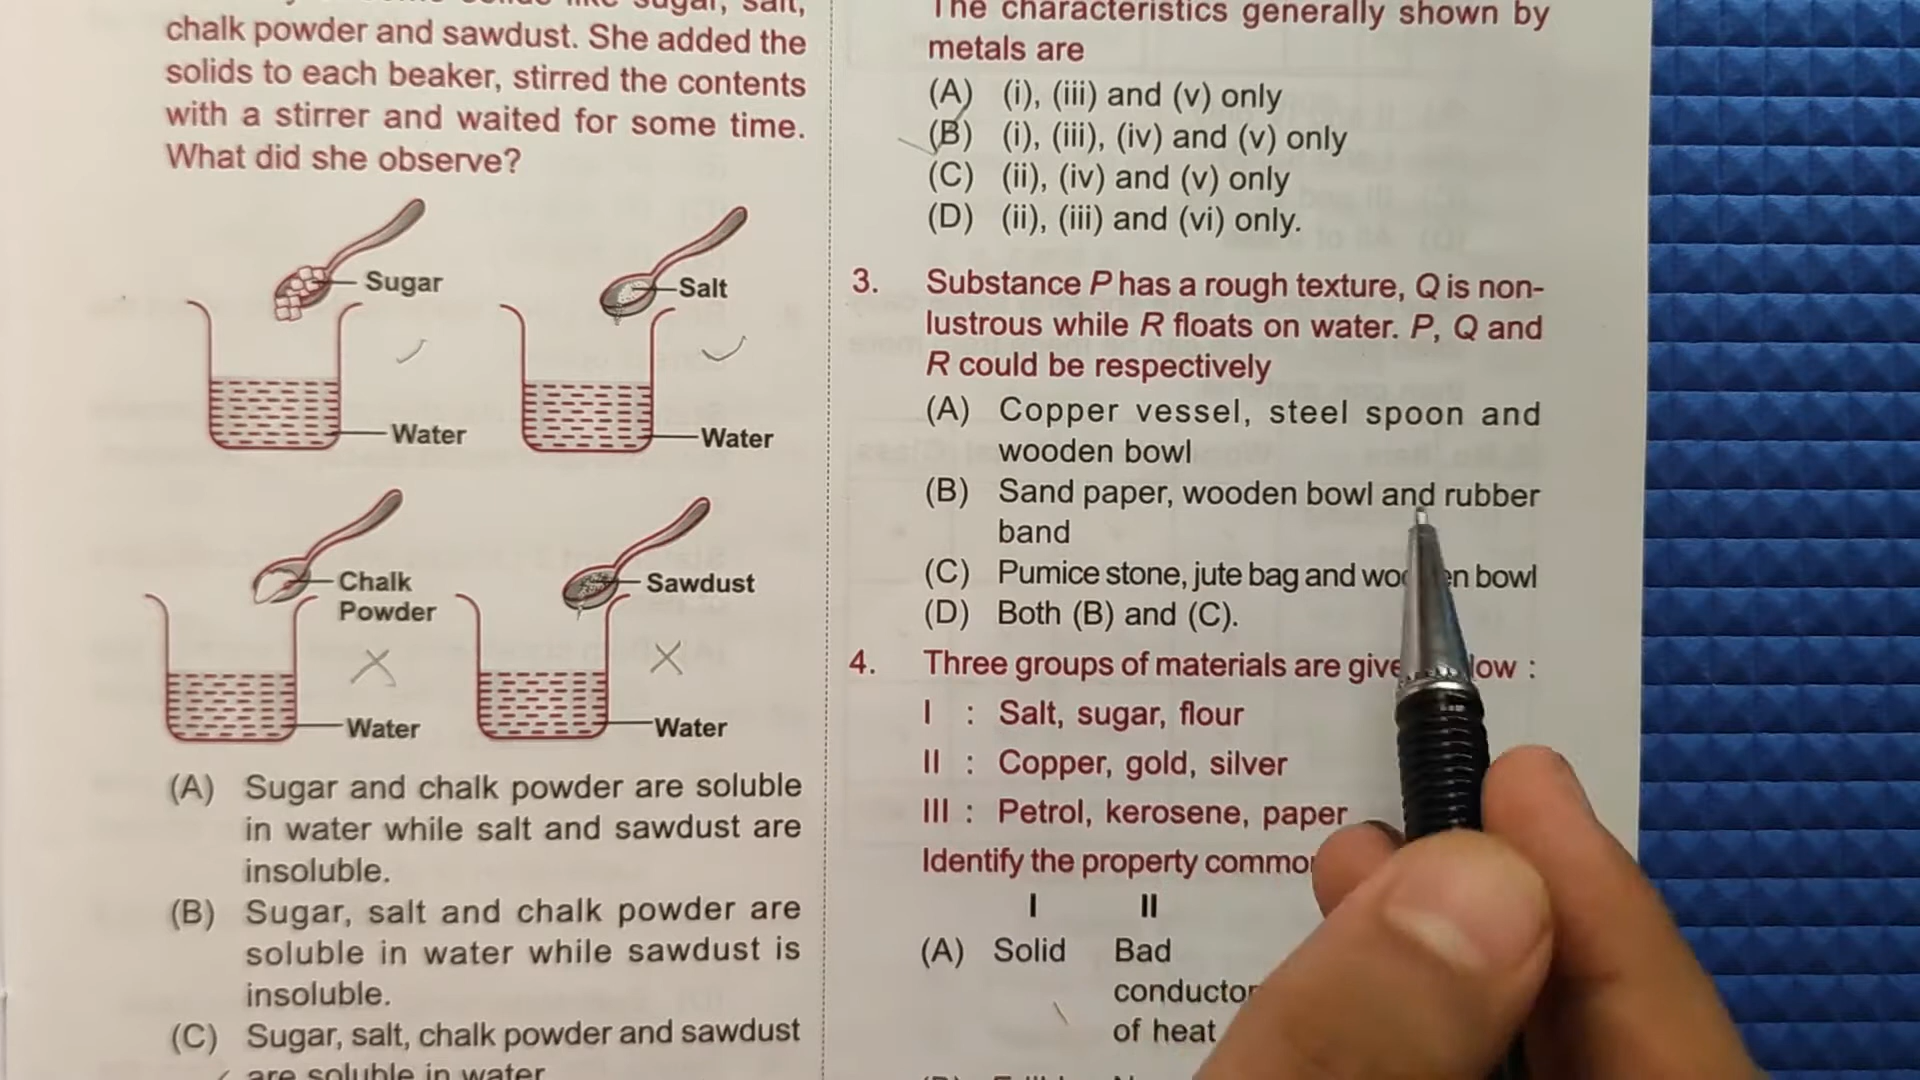 chalk powder and sawdust. She added the
solids to each beaker, stirred the contents
with a stirrer and waited for some time.
What did she observe?
Sugar
Salt
Water
Water
Chalk
Powder
Sawdust
Water
Water
(A) Sugar and chalk powder are soluble
in water while salt and sawdust are
insoluble.
(B) Sugar, salt and chalk powder are
soluble in water while sawdust is
insoluble.
(C) Sugar, salt, chalk powder and sawdust
are soluble in water
The characteristics generally shown by
metals are
(A) (i), (iii) and (v) only
(B) (i), (iii), (iv) and (v) only
(C) (ii), (iv) and (v) only
(D) (ii), (iii) and (vi) only.
3. Substance P has a rough texture, Q is non-
lustrous while R floats on water. P, Q and
R could be respectively
(A) Copper vessel, steel spoon and
wooden bowl
(B) Sand paper, wooden bowl and rubber
band
(C) Pumice stone, jute bag and wooden bowl
(D) Both (B) and (C).
4. Three groups of materials are given below :
I : Salt, sugar, flour
II : Copper, gold, silver
III : Petrol, kerosene, paper
Identify the property
I II
(A) Solid Bad
conductor
of heat